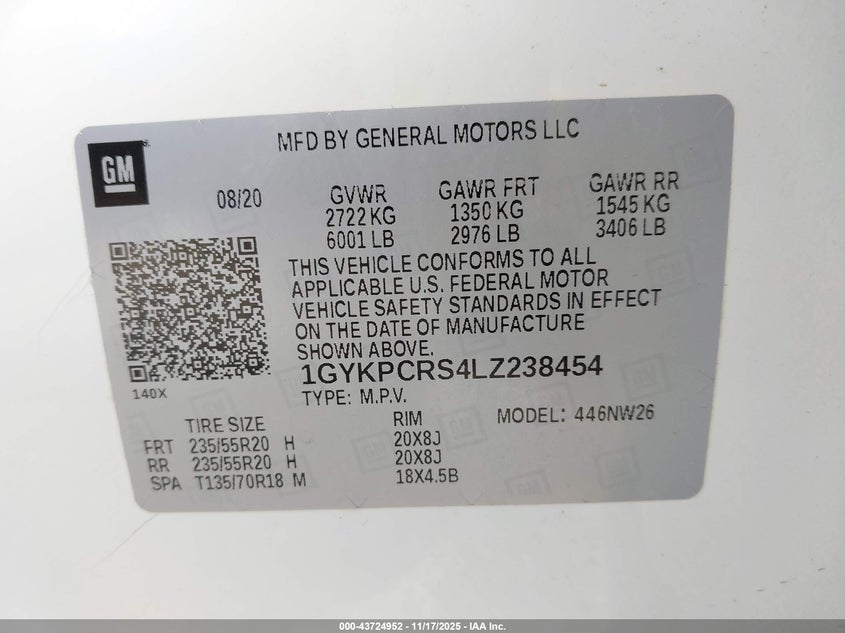 MFD BY GENERAL MOTORS LLC
GM
08/20
GVWR GAWR FRT GAWR RR
2722 KG 1350 KG 1545 KG
6001 LB 2976 LB 3406 LB
THIS VEHICLE CONFORMS TO ALL
APPLICABLE U.S. FEDERAL MOTOR
VEHICLE SAFETY STANDARDS IN EFFECT
ON THE DATE OF MANUFACTURE
SHOWN ABOVE.
1GYKPCRS4LZ238454
140X
TYPE: M.P.V.
TIRE SIZE RIM MODEL: 446NW26
FRT 235/55R20 H 20X8J
RR 235/55R20 H 20X8J
SPA T135/70R18 M 18X4.5B
000-43724952 - 11/17/2025 - IAA Inc.